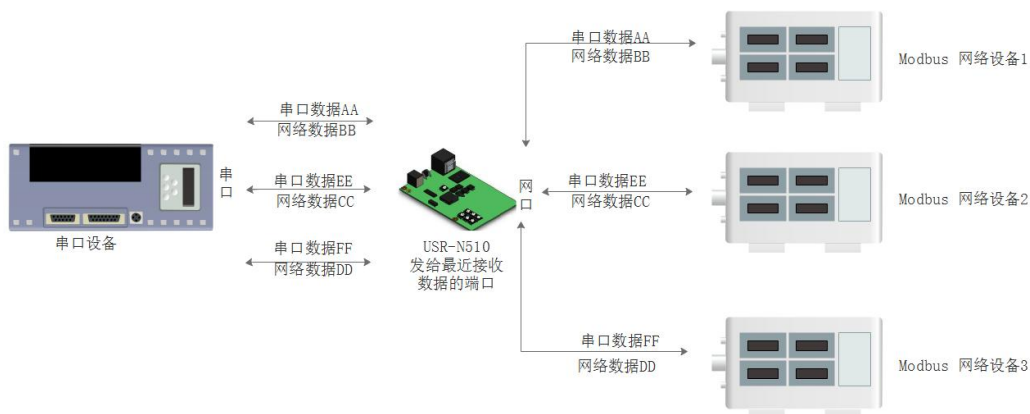 串口数据AA
网络数据BB
Modbus 网络设备1
串口数据AA
网络数据BB
串口
串口数据EE
网络数据CC
网口
串口数据EE
网络数据CC
Modbus 网络设备2
串口设备
串口数据FF
网络数据DD
USR-N510
发给最近接收
数据的端口
串口数据FF
网络数据DD
Modbus 网络设备3